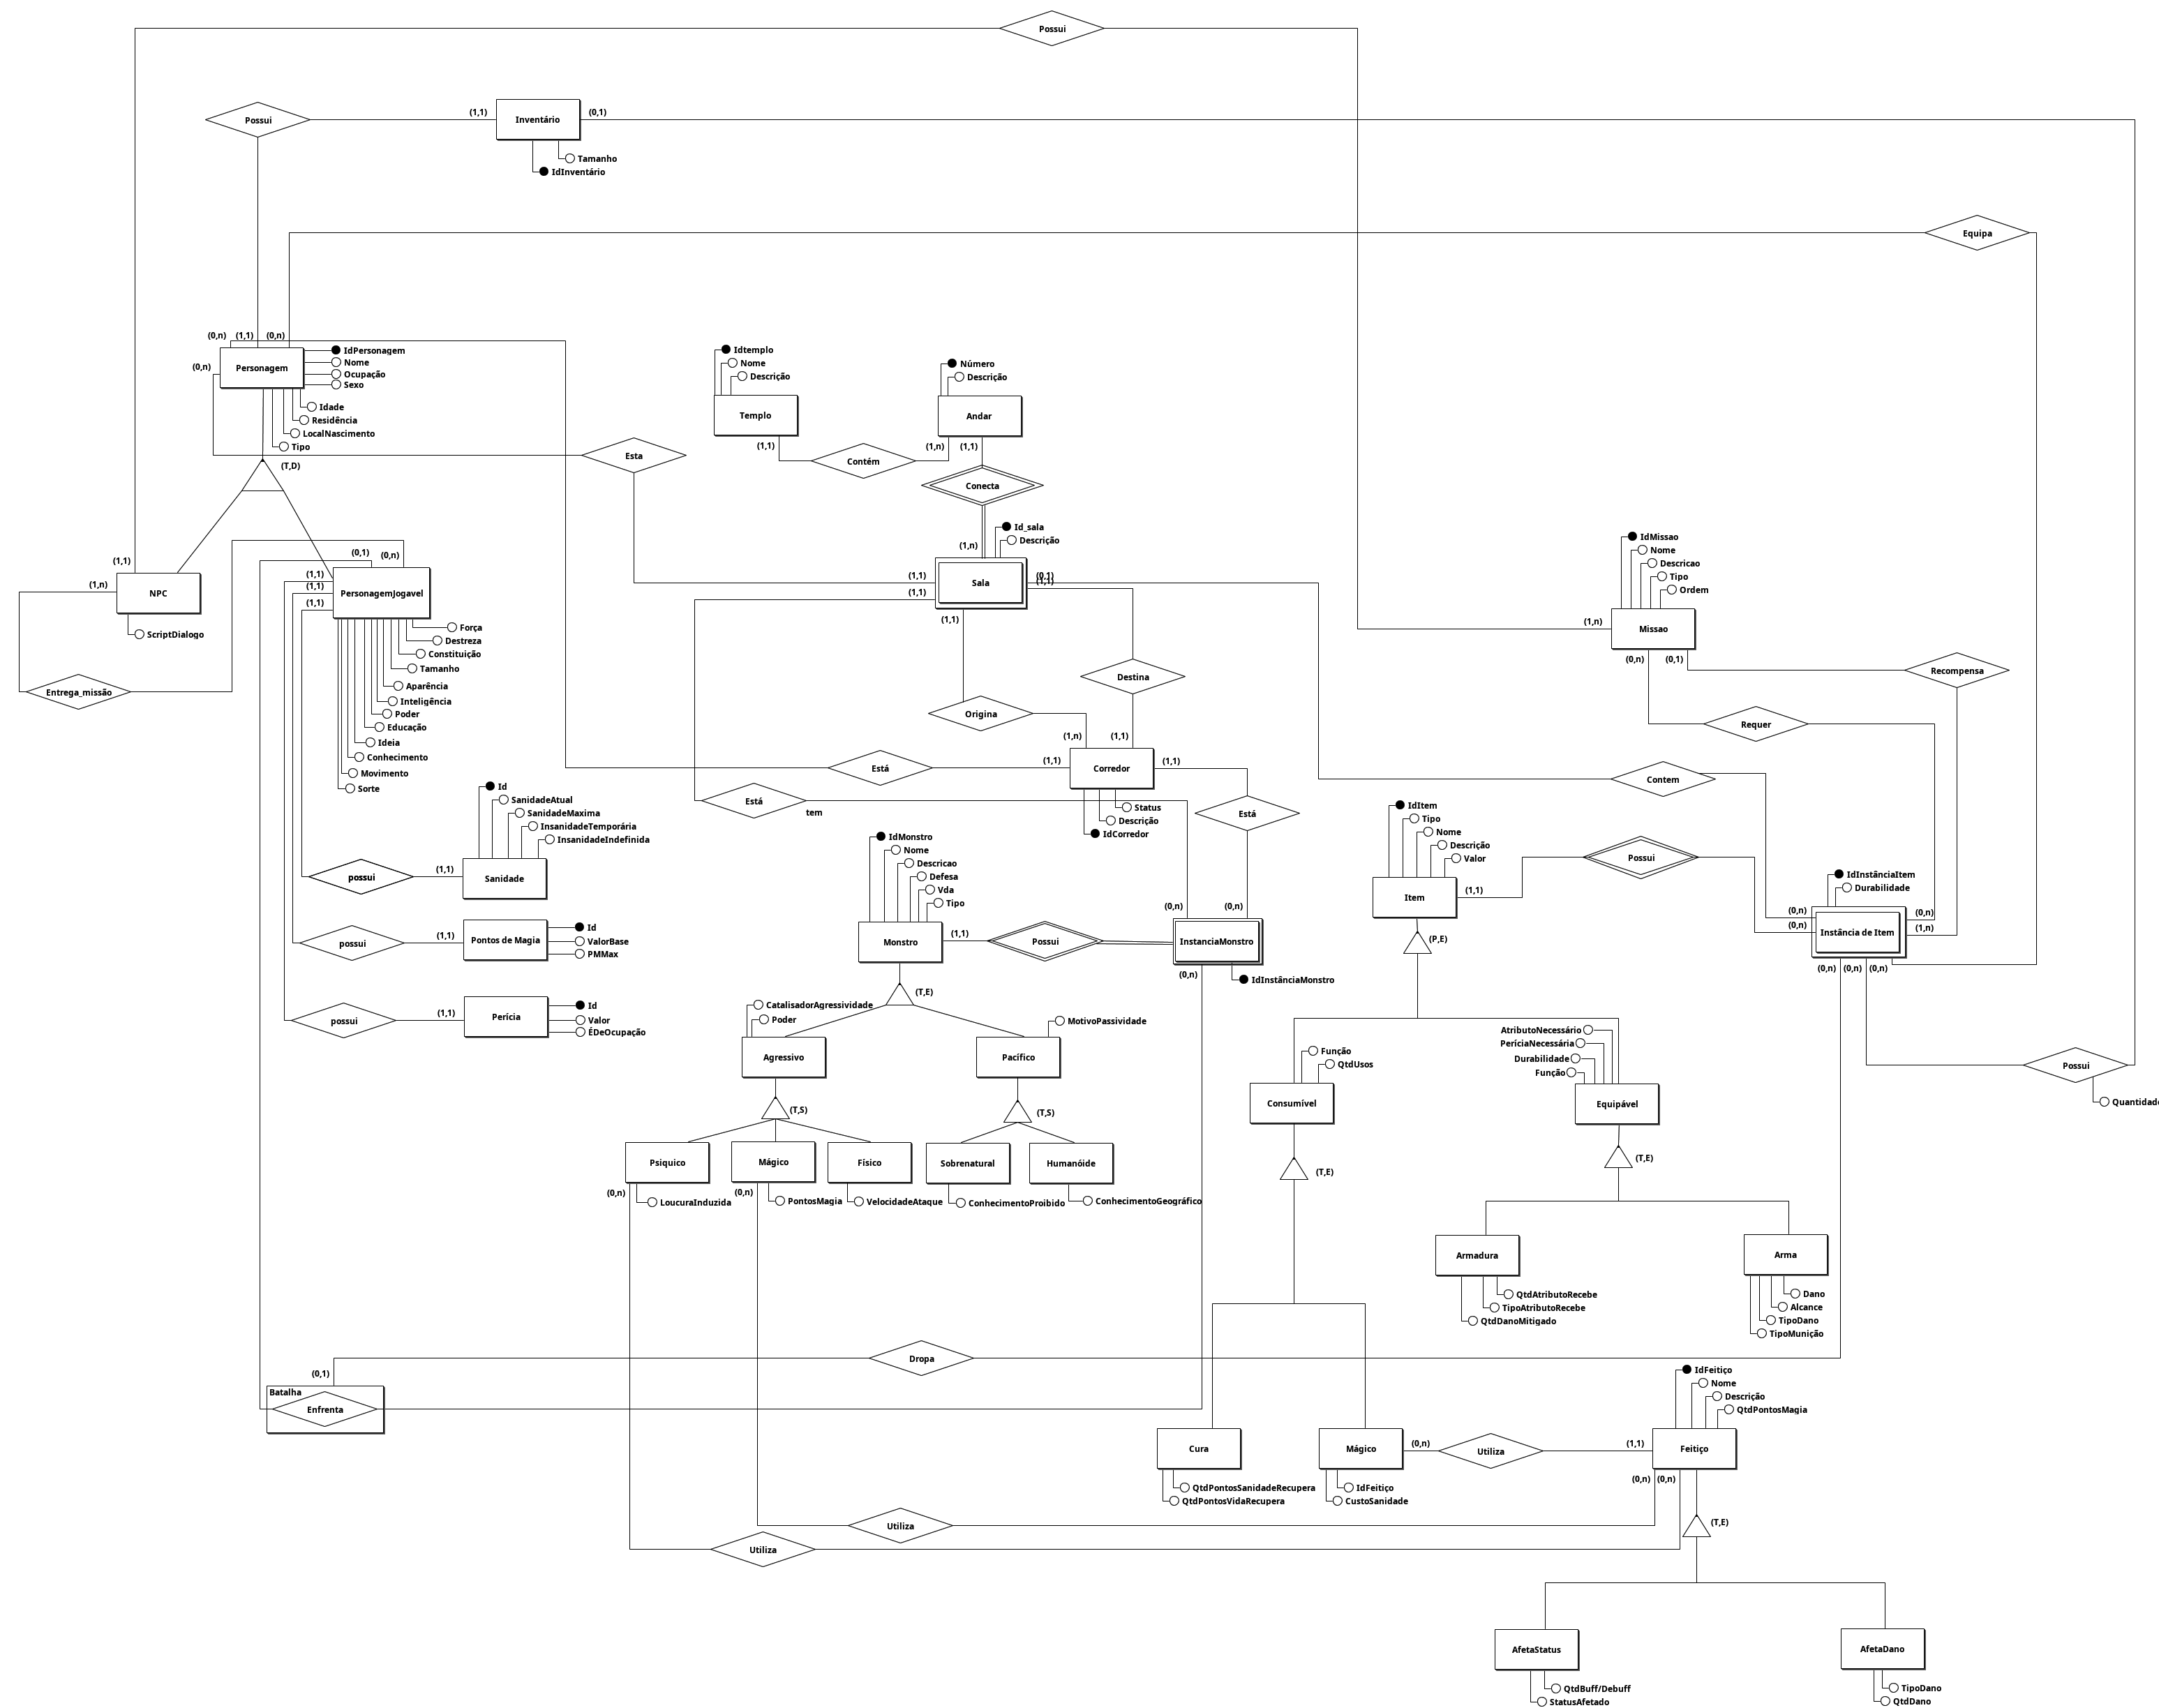 Possui
Possui
(1,1)
Inventário
(0,1)
Tamanho
IdInventário
Equipa
(0,n)
(1,1)
(0,n)
(0,n)
Personagem
IdPersonagem
Nome
Ocupação
Sexo
Idade
Residência
LocalNascimento
Tipo
(T,D)
Esta
Idtemplo
Nome
Descrição
Templo
(1,1)
Contém
Número
Descrição
Andar
(1,n)
(1,1)
Conecta
Id_sala
Descrição
(1,n)
(1,1)
Sala
(0,1)
(1,1)
(1,1)
(1,1)
(1,1)
NPC
(1,n)
ScriptDialogo
Entrega_missão
(0,1)
(0,n)
(1,1)
(1,1)
(1,1)
PersonagemJogavel
Força
Destreza
Constituição
Tamanho
Aparência
Inteligência
Poder
Educação
Ideia
Conhecimento
Movimento
Sorte
IdMissao
Nome
Descricao
Tipo
Ordem
(1,n)
Missao
(0,n)
(0,1)
Recompensa
Requer
Destina
Origina
(1,n)
(1,1)
Está
(1,1)
Corredor
(1,1)
Status
Descrição
IdCorredor
Está
tem
Está
Contem
Id
SanidadeAtual
SanidadeMaxima
InsanidadeTemporária
InsanidadeIndefinida
possui
(1,1)
Sanidade
possui
(1,1)
Pontos de Magia
Id
ValorBase
PMMax
possui
(1,1)
Perícia
Id
Valor
ÉDeOcupação
IdMonstro
Nome
Descricao
Defesa
Vda
Tipo
Monstro
(1,1)
Possui
(0,n)
(0,n)
InstanciaMonstro
(0,n)
IdInstânciaMonstro
(T,E)
CatalisadorAgressividade
Poder
Agressivo
MotivoPassividade
Pacífico
(T,S)
(T,S)
Psiquico
Mágico
Físico
Sobrenatural
Humanóide
(0,n)
LoucuraInduzida
(0,n)
PontosMagia
VelocidadeAtaque
ConhecimentoProibido
ConhecimentoGeográfico
IdItem
Tipo
Nome
Descrição
Valor
Item
(1,1)
Possui
(P,E)
IdInstânciaItem
Durabilidade
(0,n)
(0,n)
Instância de Item
(0,n)
(1,n)
(0,n)
(0,n)
(0,n)
Possui
Quantidade
Função
QtdUsos
Consumível
(T,E)
AtributoNecessário
PeríciaNecessária
Durabilidade
Função
Equipável
(T,E)
Armadura
QtdAtributoRecebe
TipoAtributoRecebe
QtdDanoMitigado
Arma
Dano
Alcance
TipoDano
TipoMunição
Dropa
(0,1)
Batalha
Enfrenta
Cura
QtdPontosSanidadeRecupera
QtdPontosVidaRecupera
Mágico
(0,n)
IdFeitiço
CustoSanidade
Utiliza
(1,1)
IdFeitiço
Nome
Descrição
QtdPontosMagia
Feitiço
(0,n)
(0,n)
Utiliza
Utiliza
(T,E)
AfetaStatus
QtdBuff/Debuff
StatusAfetado
AfetaDano
TipoDano
QtdDano